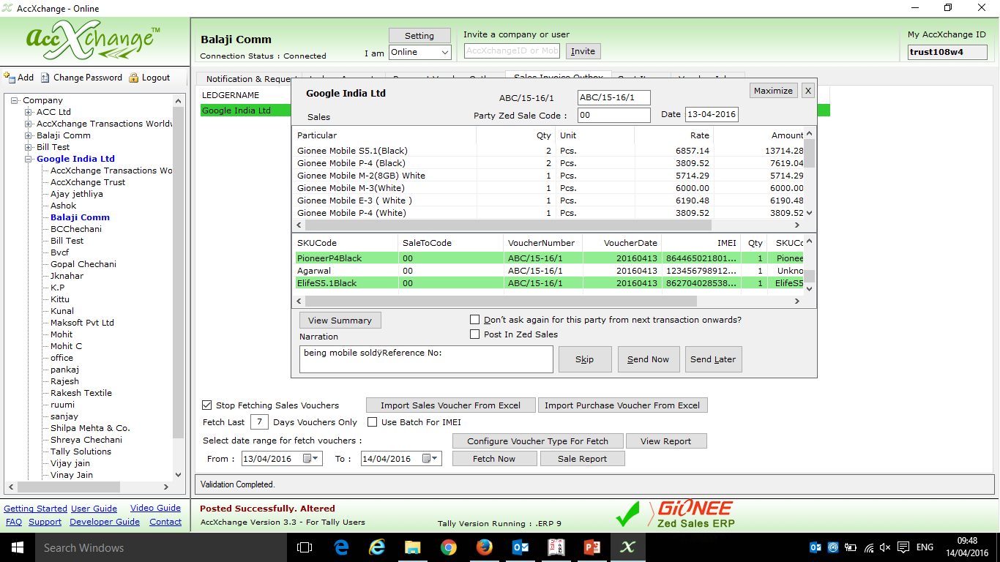 AccXchange - Online
accXchange™
Add Change Password Logout
Company
ACC Ltd
AccXchange Transactions Worldw
Balaji Comm
Bill Test
Google India Ltd
AccXchange Transactions Wo
AccXchange Trust
Ajay jethliya
Ashok
Balaji Comm
BCChechani
Bill Test
Bvcf
Gopal Chechani
Jknahar
K.P
Kittu
Kunal
Maksoft Pvt Ltd
Mohit
Mohit C
office
pankaj
Rajesh
Rakesh Textile
ruumi
sanjay
Shilpa Mehta & Co.
Shreya Chechani
Tally Solutions
Vijay jain
Vinay Jain
Getting Started User Guide Video Guide
FAQ Support Developer Guide Contact
Balaji Comm
Connection Status : Connected
Setting
I am Online
Invite a company or user
AccXchangeID or Mob Invite
My AccXchange ID
trust108w4
Notification & Request Sales Invoice Outbox
LEDGERNAME
Google India Ltd
Google India Ltd ABC/15-16/1 ABC/15-16/1 Maximize X
Sales Party Zed Sale Code : 00 Date 13-04-2016
Particular Qty Unit Rate Amount
Gionee Mobile S5.1(Black) 2 Pcs. 6857.14 13714.28
Gionee Mobile P-4 (Black) 2 Pcs. 3809.52 7619.04
Gionee Mobile M-2(8GB) White 1 Pcs. 5714.29 5714.29
Gionee Mobile M-3(White) 1 Pcs. 6000.00 6000.00
Gionee Mobile E-3 ( White ) 1 Pcs. 6190.48 6190.48
Gionee Mobile P-4 (White) 1 Pcs. 3809.52 3809.52
SKUCode SaleToCode VoucherNumber VoucherDate IMEI Qty SKUCo
PioneerP4Black 00 ABC/15-16/1 20160413 864465021801... 1 Pionee
Agarwal 00 ABC/15-16/1 20160413 123456798912... 1 Unkno
ElifeS5.1Black 00 ABC/15-16/1 20160413 862704028538... 1 ElifeS5
View Summary
Don't ask again for this party from next transaction onwards?
Post In Zed Sales
Narration
being mobile soldÿReference No:
Skip Send Now Send Later
Stop Fetching Sales Vouchers Import Sales Voucher From Excel Import Purchase Voucher From Excel
Fetch Last 7 Days Vouchers Only Use Batch For IMEI
Select date range for fetch vouchers : Configure Voucher Type For Fetch View Report
From : 13/04/2016 To : 14/04/2016 Fetch Now Sale Report
Validation Completed.
Posted Successfully. Altered
AccXchange Version 3.3 - For Tally Users
Tally Version Running : .ERP 9
GiONEE
Zed Sales ERP
Search Windows
ENG
09:48
14/04/2016